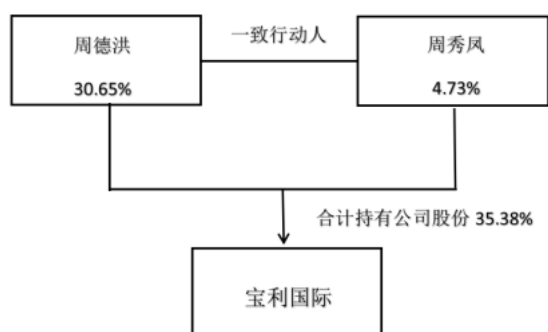 周德洪
30.65%
一致行动人
周秀凤
4.73%
合计持有公司股份 35.38%
宝利国际